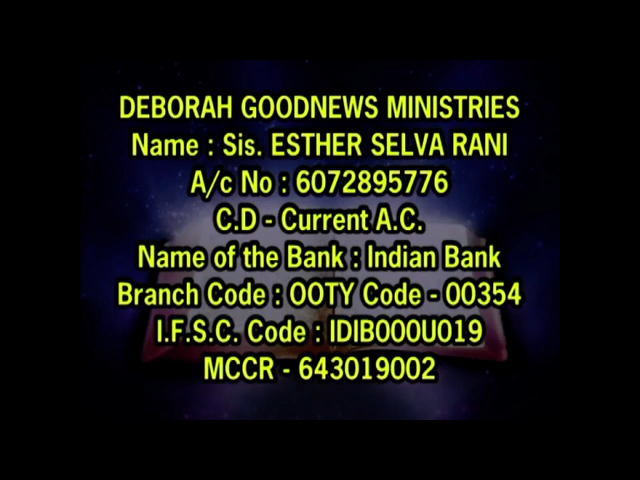 DEBORAH GOODNEWS MINISTRIES
Name : Sis. ESTHER SELVA RANI
A/c No : 6072895776
C.D - Current A.C.
Name of the Bank : Indian Bank
Branch Code : OOTY Code - 00354
I.F.S.C. Code : IDIB000U019
MCCR - 643019002